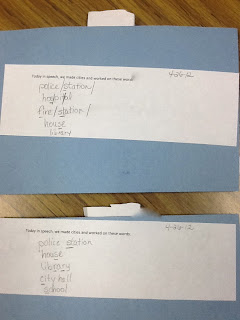 Today in speech, we made cities and worked on these words:
4-26-12
police/station/
hospital
fire/station/
house
library
Today in speech, we made cities and worked on these words:
4-26-12
police station
house
library
city hall
school